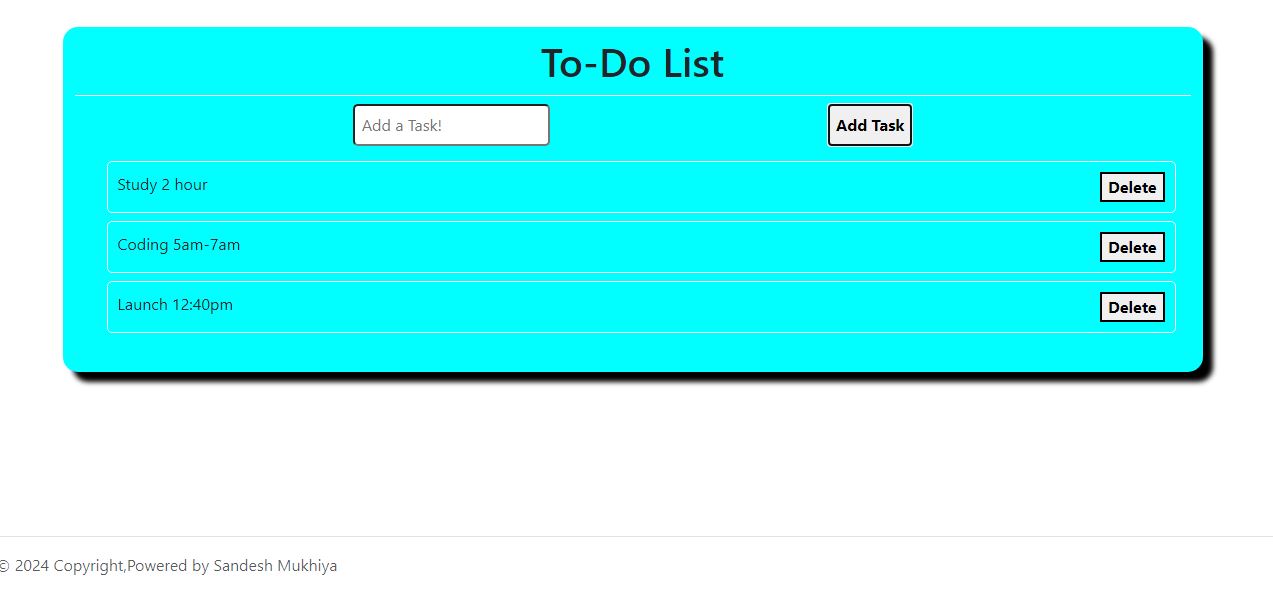 To-Do List
Add a Task!
Add Task
Study 2 hour
Delete
Coding 5am-7am
Delete
Launch 12:40pm
Delete
© 2024 Copyright,Powered by Sandesh Mukhiya